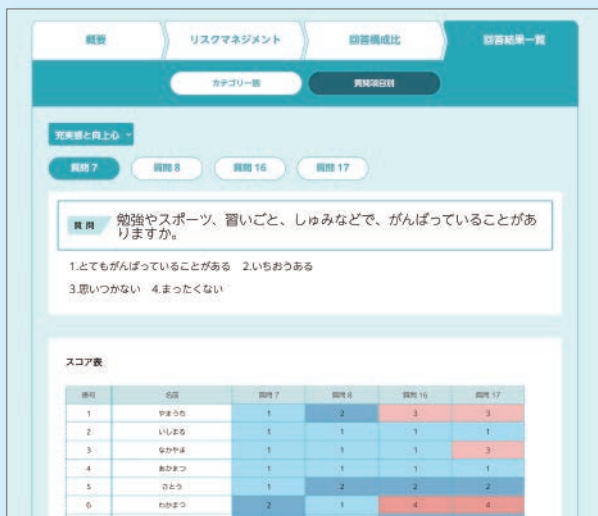 概要 リスクマネジメント 回答構成比 回答結果一覧
カテゴリー別 質問項目別
充実感と向上心
質問 7 質問 8 質問 16 質問 17
質問 勉強やスポーツ、習いごと、しゅみなどで、がんばっていることがあ
りますか。
1.とてもがんばっていることがある 2.いちおうある
3.思いつかない 4.まったくない
スコア表
番号 名前 質問 7 質問 8 質問 16 質問 17
1 やまうち 1 2 3 3
2 いしまる 1 1 1 1
3 なかやま 1 1 1 3
4 あかまつ 1 1 1 1
5 さとう 1 2 2 2
6 わかまつ 2 1 4 4